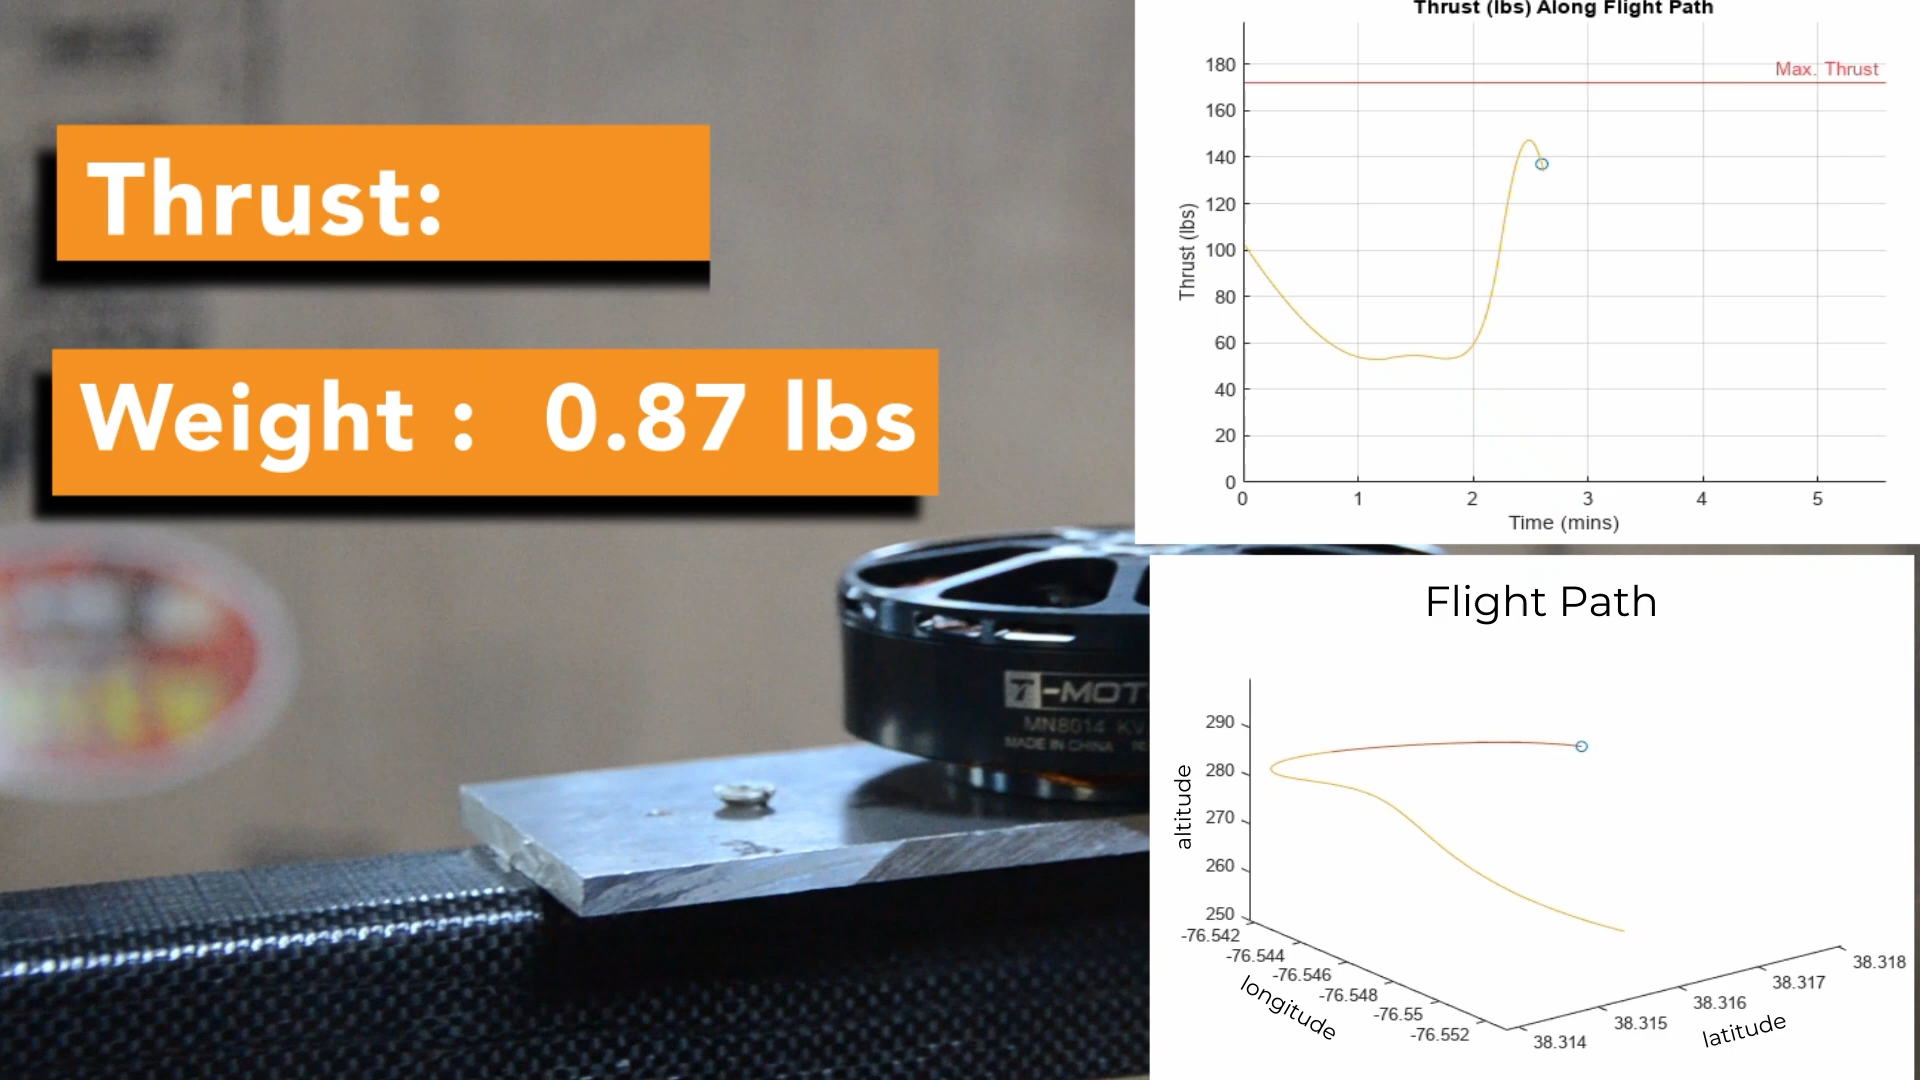 Thrust:
Weight : 0.87 lbs
Thrust (lbs) Along Flight Path
Max. Thrust
180
160
140
120
100
80
60
40
20
0
Thrust (lbs)
0 1 2 3 4 5
Time (mins)
Flight Path
290
280
270
260
250
altitude
-76.542
-76.544
-76.546
-76.548
-76.55
-76.552
longitude
38.314
38.315
38.316
38.317
38.318
latitude
-MOT
MN8014 KV
MADE IN CHINA